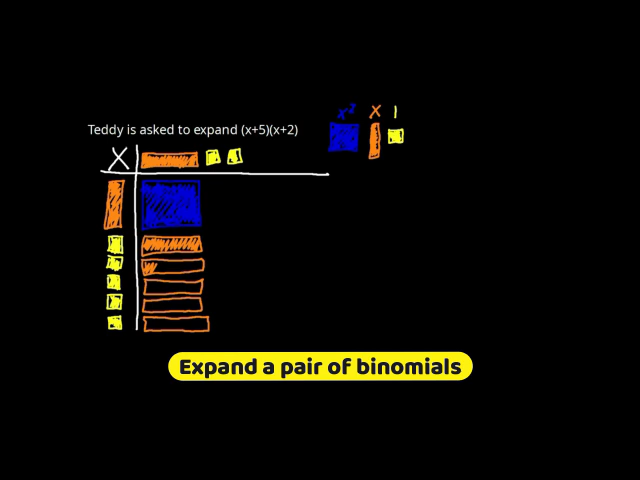 x² x 1
Teddy is asked to expand (x+5)(x+2)
X
Expand a pair of binomials